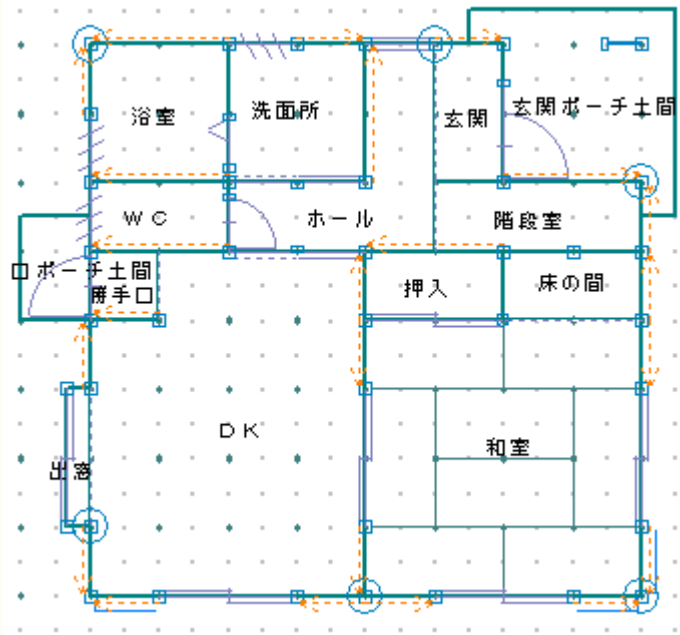 浴室
洗面所
玄関
玄関ポーチ土間
WC
ホール
階段室
口ポーチ土間
勝手口
押入
床の間
DK
和室
出窓